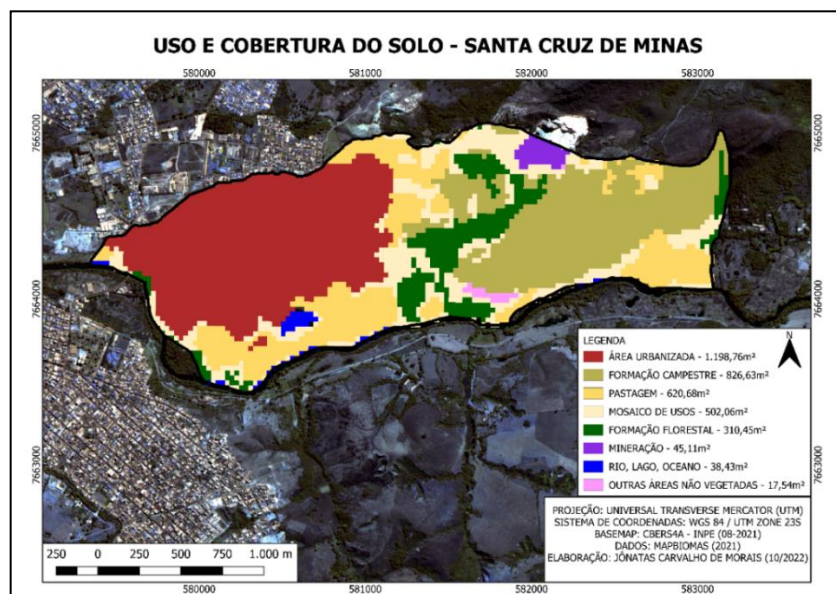 USO E COBERTURA DO SOLO - SANTA CRUZ DE MINAS
580000 581000 582000 583000
7665000 7665000
7664000 7664000
7663000 7663000
N
LEGENDA
ÁREA URBANIZADA - 1.198,76m²
FORMAÇÃO CAMPESTRE - 826,63m²
PASTAGEM - 620,68m²
MOSAICO DE USOS - 502,06m²
FORMAÇÃO FLORESTAL - 310,45m²
MINERAÇÃO - 45,11m²
RIO, LAGO, OCEANO - 38,43m²
OUTRAS ÁREAS NÃO VEGETADAS - 17,54m²
PROJEÇÃO: UNIVERSAL TRANSVERSE MERCATOR (UTM)
SISTEMA DE COORDENADAS: WGS 84 / UTM ZONE 23S
BASEMAP: CBERS4A - INPE (08-2021)
DADOS: MAPBIOMAS (2021)
ELABORAÇÃO: JÔNATAS CARVALHO DE MORAIS (10/2022)
250 0 250 500 750 1.000 m
580000 581000 582000 583000